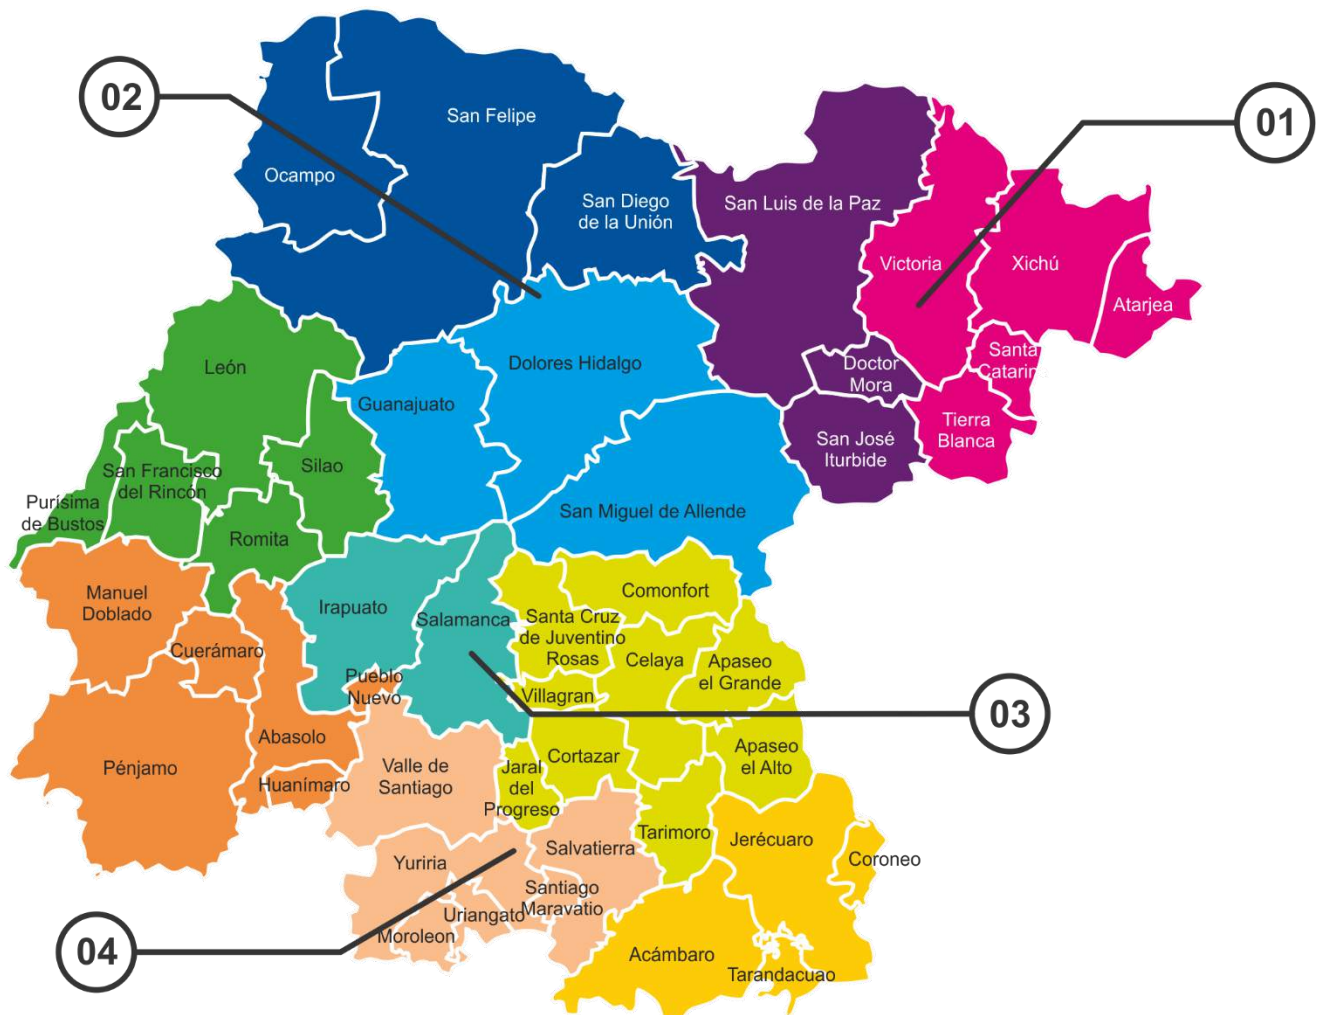 02
01
San Felipe
Ocampo
San Diego
de la Unión
San Luis de la Paz
Victoria
Xichú
Atarjea
Santa
Catarina
Doctor
Mora
Tierra
Blanca
San José
Iturbide
León
Dolores Hidalgo
Guanajuato
San Francisco
del Rincón
Silao
Purísima
de Bustos
Romita
San Miguel de Allende
Manuel
Doblado
Irapuato
Salamanca
Comonfort
Santa Cruz
de Juventino
Rosas
Celaya
Apaseo
el Grande
Cuerámaro
Pueblo
Nuevo
Villagran
03
Abasolo
Pénjamo
Huanímaro
Valle de
Santiago
Jaral
del
Progreso
Cortazar
Apaseo
el Alto
Tarimoro
Jerécuaro
Coroneo
Salvatierra
Yuriria
Santiago
Maravatio
Uriangato
Moroleon
04
Acámbaro
Tarandacuao